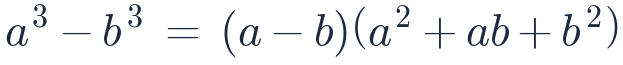 a³ − b³ = (a − b)(a² + ab + b²)